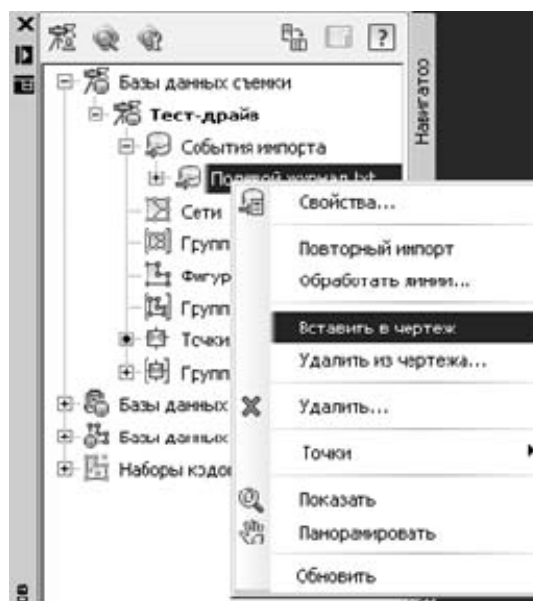 Навигатор
Базы данных съемки
Тест-драйв
События импорта
Полевой журнал.txt
Сети
Групп
Фигур
Групп
Точки
Групп
Базы данных
Базы данных
Наборы кодо
Свойства...
Повторный импорт
Обработать линии...
Вставить в чертеж
Удалить из чертежа...
Удалить...
Точки
Показать
Панорамировать
Обновить